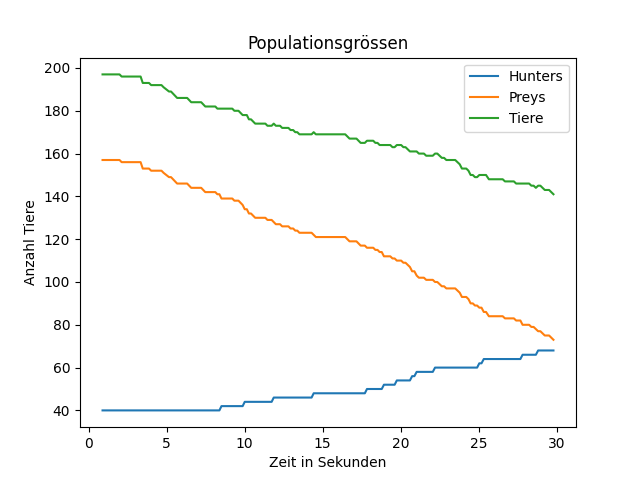 Populationsgrössen
Hunters
Preys
Tiere
Anzahl Tiere
200
180
160
140
120
100
80
60
40
0 5 10 15 20 25 30
Zeit in Sekunden